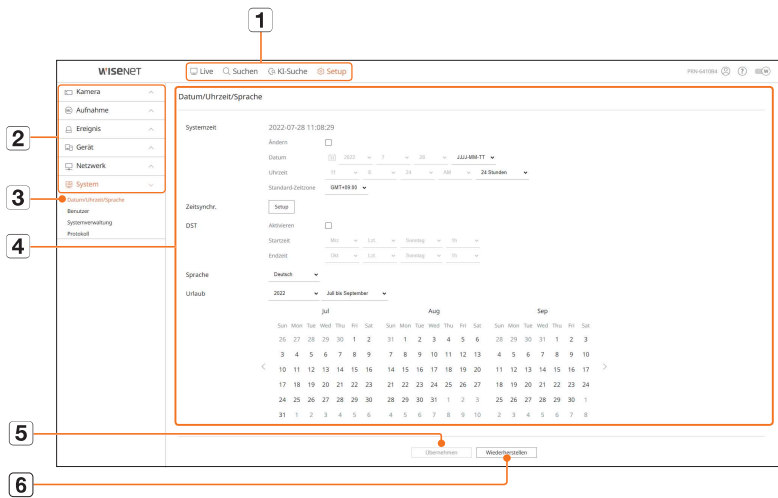 1
WISENET
Live Suchen KI-Suche Setup
PRN-6410B4
Kamera
Aufnahme
Ereignis
Gerät
Netzwerk
System
Datum/Uhrzeit/Sprache
Benutzer
Systemverwaltung
Protokoll
2
3
4
Datum/Uhrzeit/Sprache
Systemzeit 2022-07-28 11:08:29
Ändern
Datum 2022 7 28 JJJJ-MM-TT
Uhrzeit 11 8 24 AM 24 Stunden
Standard-Zeitzone GMT+09:00
Zeitsynchr. Setup
DST Aktivieren
Startzeit Mrz Lzt. Sonntag 1h
Endzeit Okt Lzt. Sonntag 1h
Sprache Deutsch
Urlaub 2022 Juli bis September
Jul Aug Sep
Sun Mon Tue Wed Thu Fri Sat Sun Mon Tue Wed Thu Fri Sat Sun Mon Tue Wed Thu Fri Sat
26 27 28 29 30 1 2 31 1 2 3 4 5 6 28 29 30 31 1 2 3
3 4 5 6 7 8 9 7 8 9 10 11 12 13 4 5 6 7 8 9 10
< 10 11 12 13 14 15 16 14 15 16 17 18 19 20 11 12 13 14 15 16 17 >
17 18 19 20 21 22 23 21 22 23 24 25 26 27 18 19 20 21 22 23 24
24 25 26 27 28 29 30 28 29 30 31 1 2 3 25 26 27 28 29 30 1
31 1 2 3 4 5 6 4 5 6 7 8 9 10 2 3 4 5 6 7 8
5
Übernehmen Wiederherstellen
6